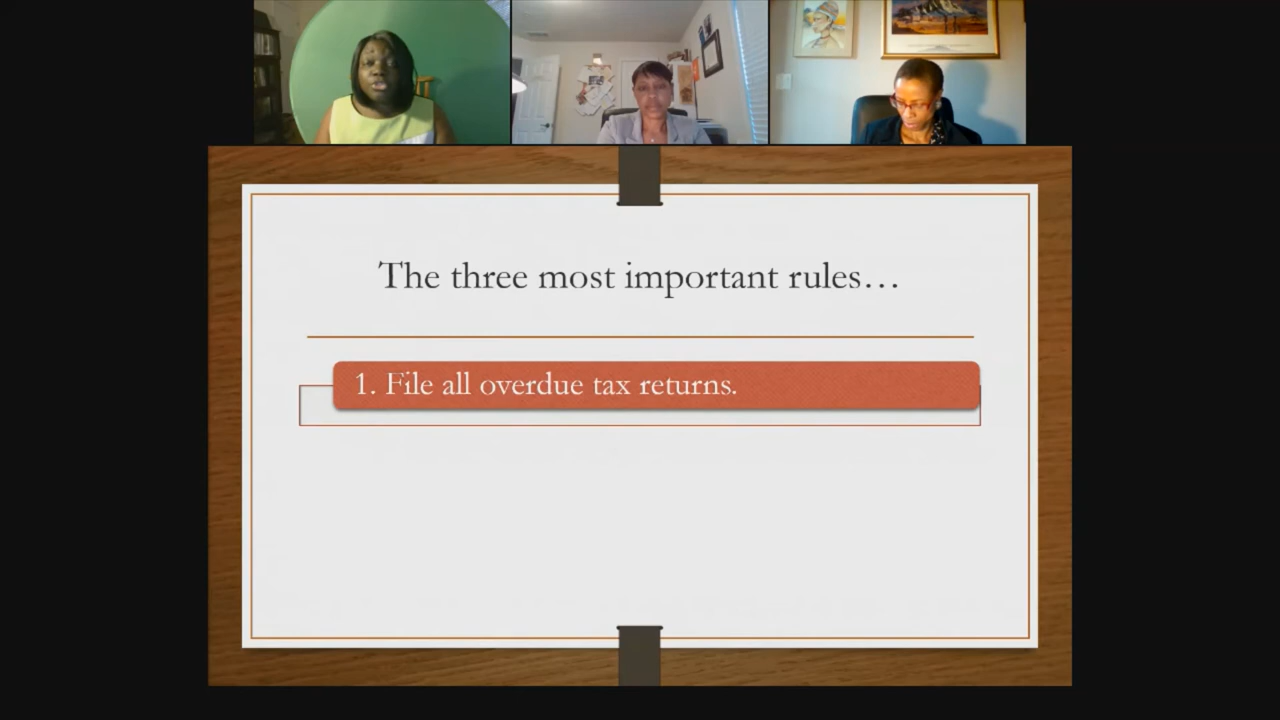 The three most important rules…
1. File all overdue tax returns.